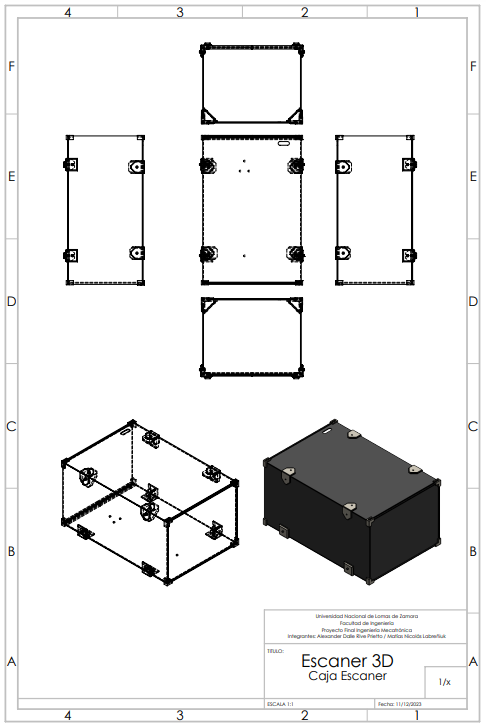 4 3 2 1
F F
E E
D D
C C
B B
Universidad Nacional de Lomas de Zamora
Facultad de Ingeniería
Proyecto Final Ingeniería Mecatrónica
Integrantes: Alexander Dalle Rive Prietto / Matías Nicolás
A A
TITULO:
Escaner 3D
Caja Escaner
1/x
ESCALA 1:1 Fecha: 11/12/2023
4 3 2 1